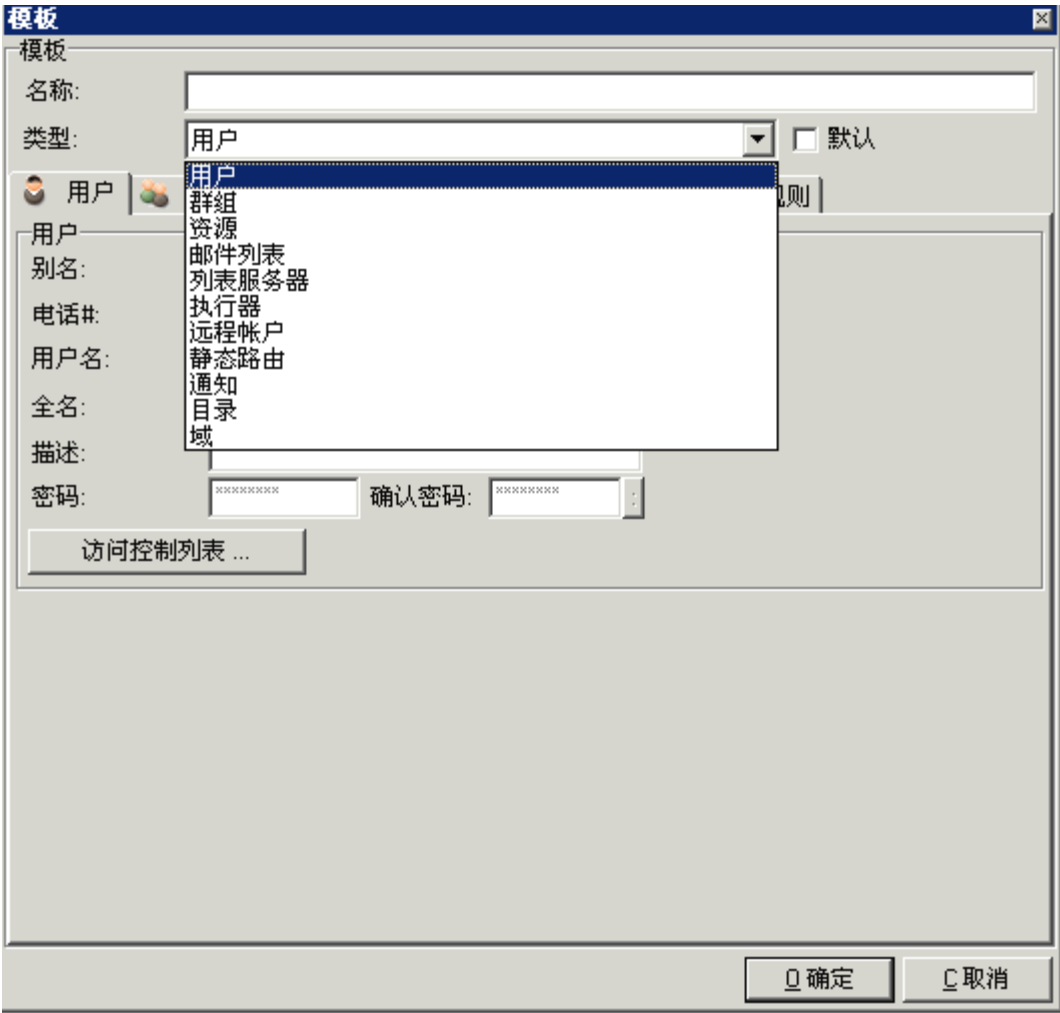 模板
模板
名称:
类型: 用户 默认
用户
群组
资源
邮件列表
列表服务器
执行器
远程帐户
静态路由
通知
目录
域
用户 规则
用户
别名:
电话#:
用户名:
全名:
描述:
密码: ******** 确认密码: ******** :
访问控制列表 ...
O 确定 C 取消